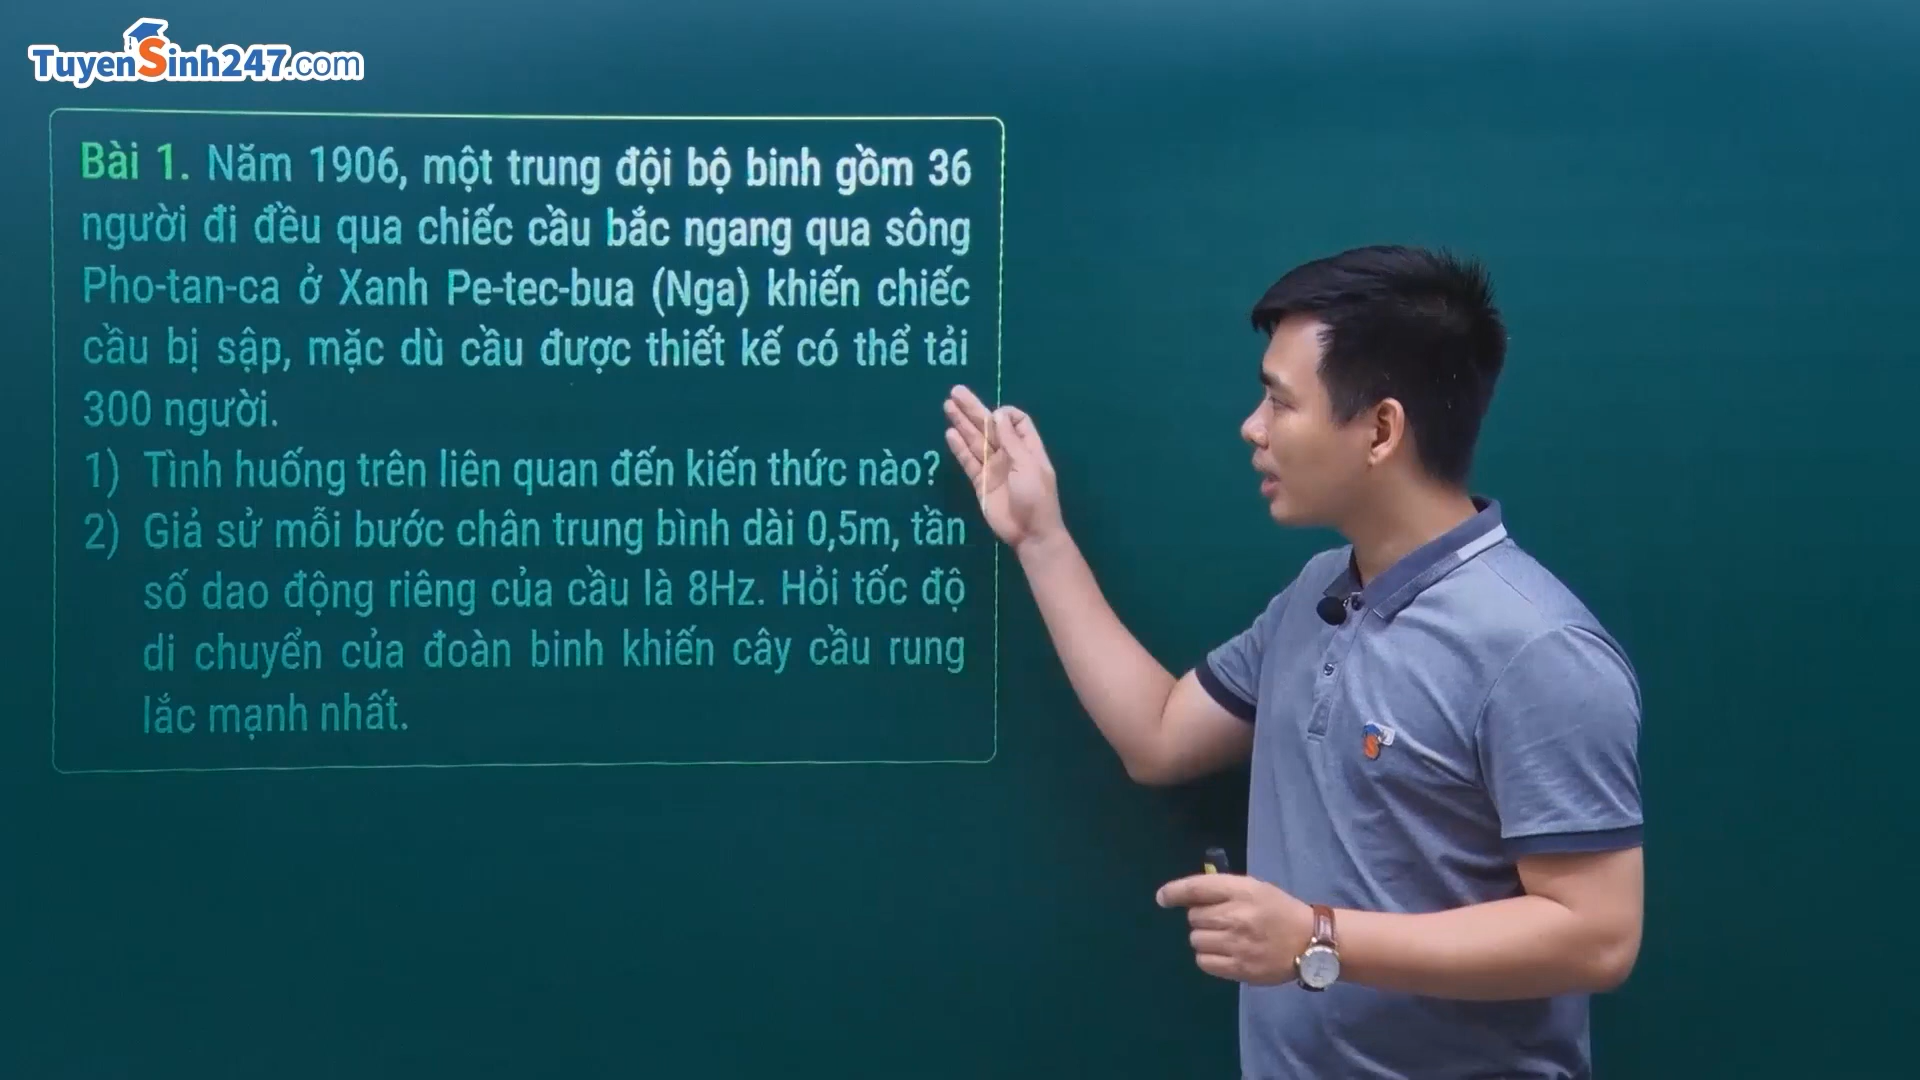 TuyenSinh247.com
Bài 1. Năm 1906, một trung đội bộ binh gồm 36
người đi đều qua chiếc cầu bắc ngang qua sông
Pho-tan-ca ở Xanh Pe-tec-bua (Nga) khiến chiếc
cầu bị sập, mặc dù cầu được thiết kế có thể tải
300 người.
1) Tình huống trên liên quan đến kiến thức nào?
2) Giả sử mỗi bước chân trung bình dài 0,5m, tần
số dao động riêng của cầu là 8Hz. Hỏi tốc độ
di chuyển của đoàn binh khiến cây cầu rung
lắc mạnh nhất.